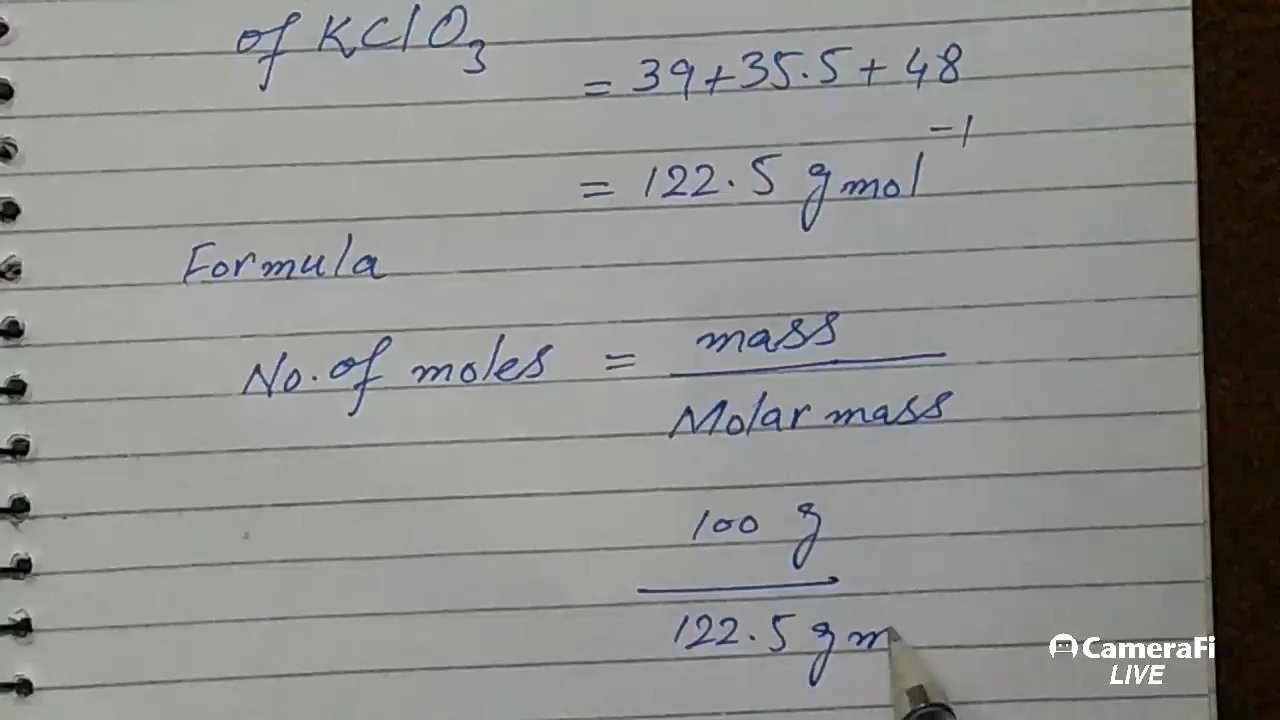 of KClO₃
= 39+35.5+48
= 122.5 g mol⁻¹
Formula
No. of moles = mass
Molar mass
100 g
122.5 g m
CameraFi
LIVE